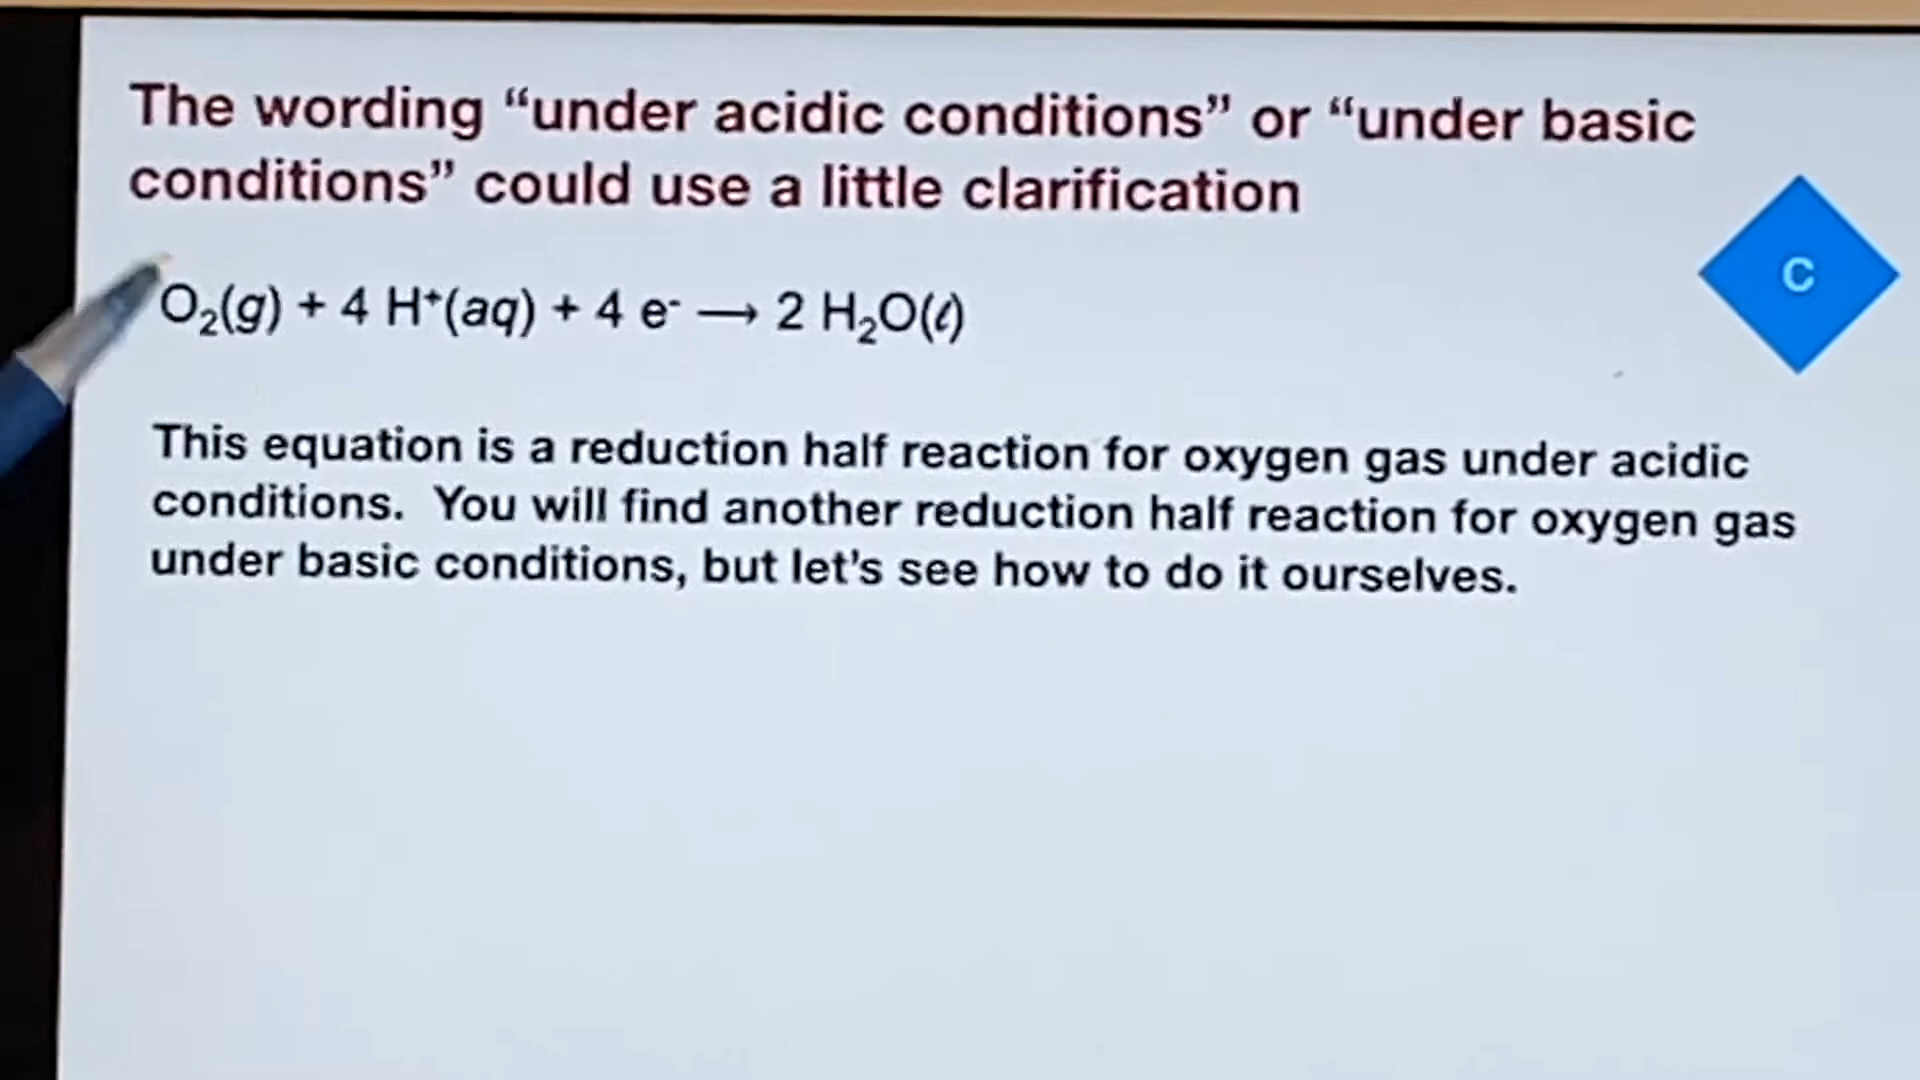 The wording “under acidic conditions” or “under basic
conditions” could use a little clarification
C
O₂(g) + 4 H⁺(aq) + 4 e⁻ ⟶ 2 H₂O(ℓ)
This equation is a reduction half reaction for oxygen gas under acidic
conditions. You will find another reduction half reaction for oxygen gas
under basic conditions, but let’s see how to do it ourselves.